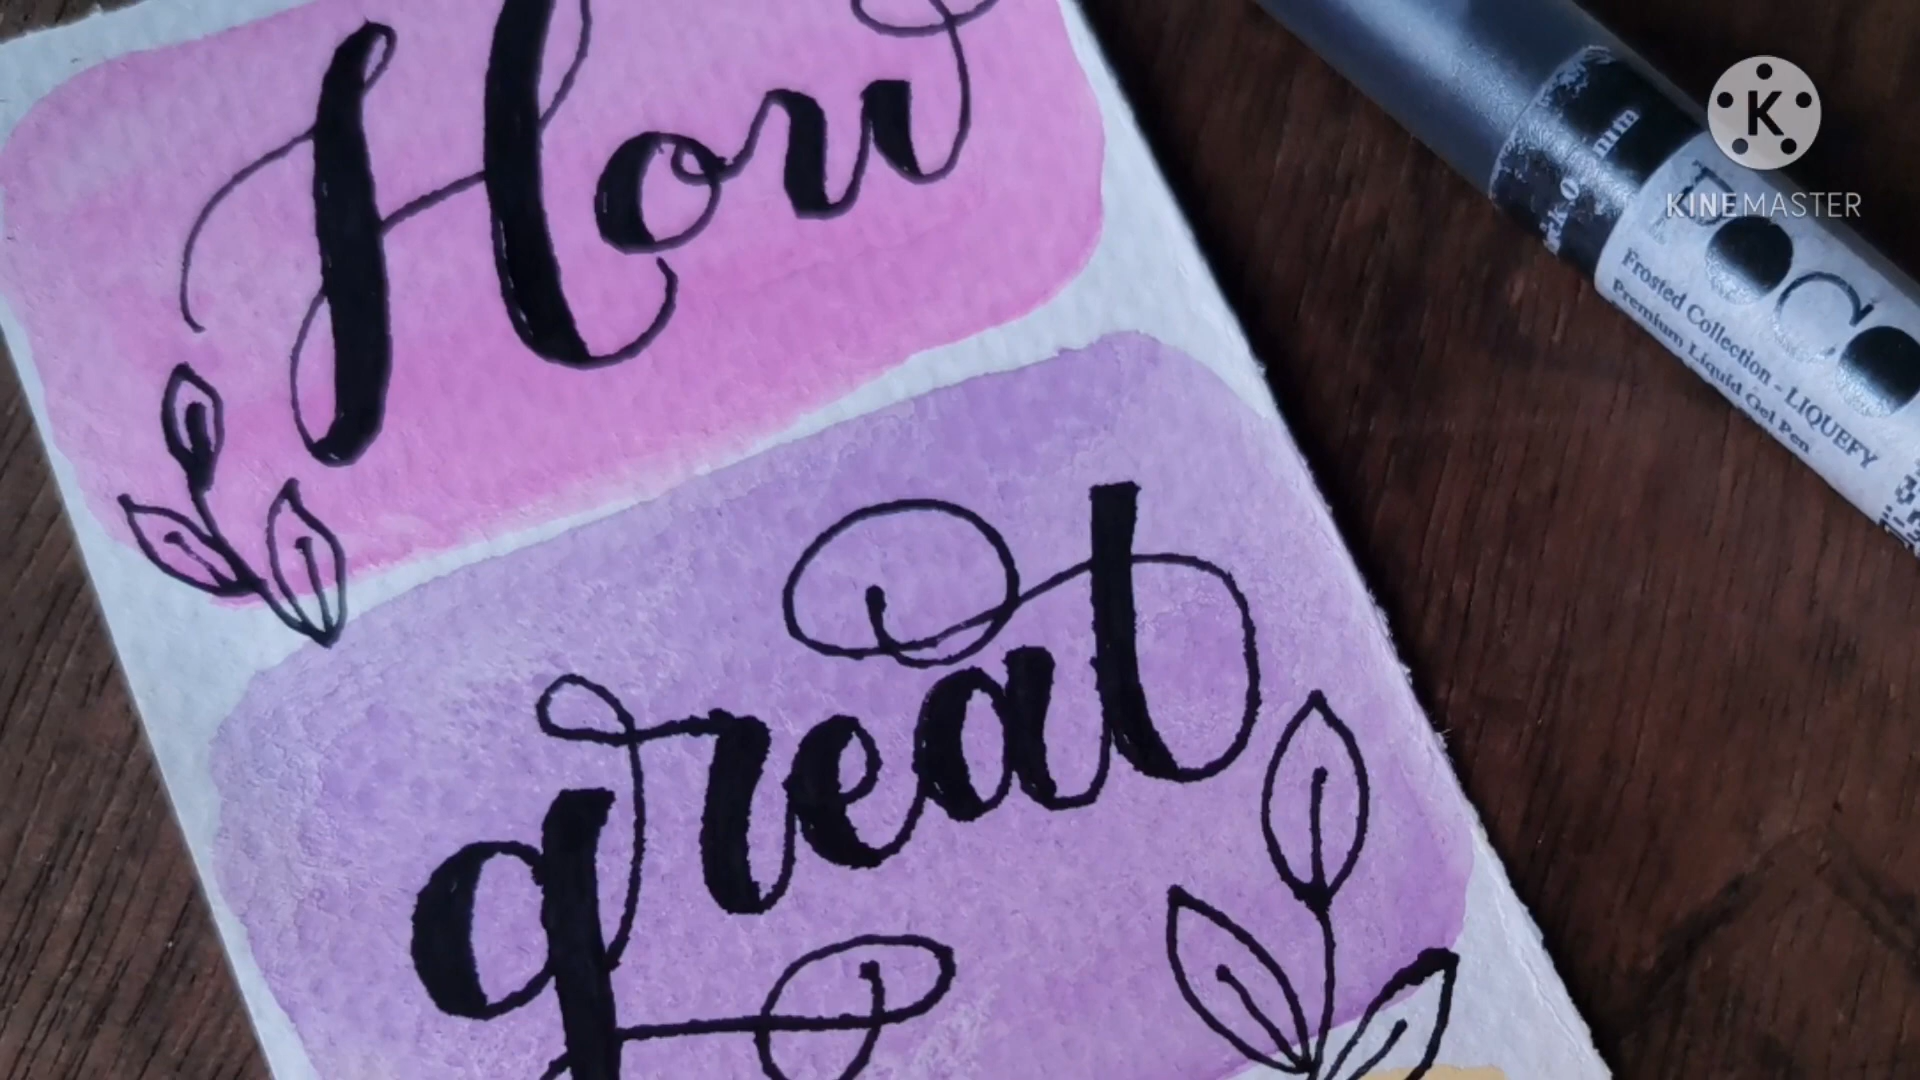 How
great
K
KINEMASTER
Frosted Collection - LIQUEFY
Premium Liquid Gel Pen